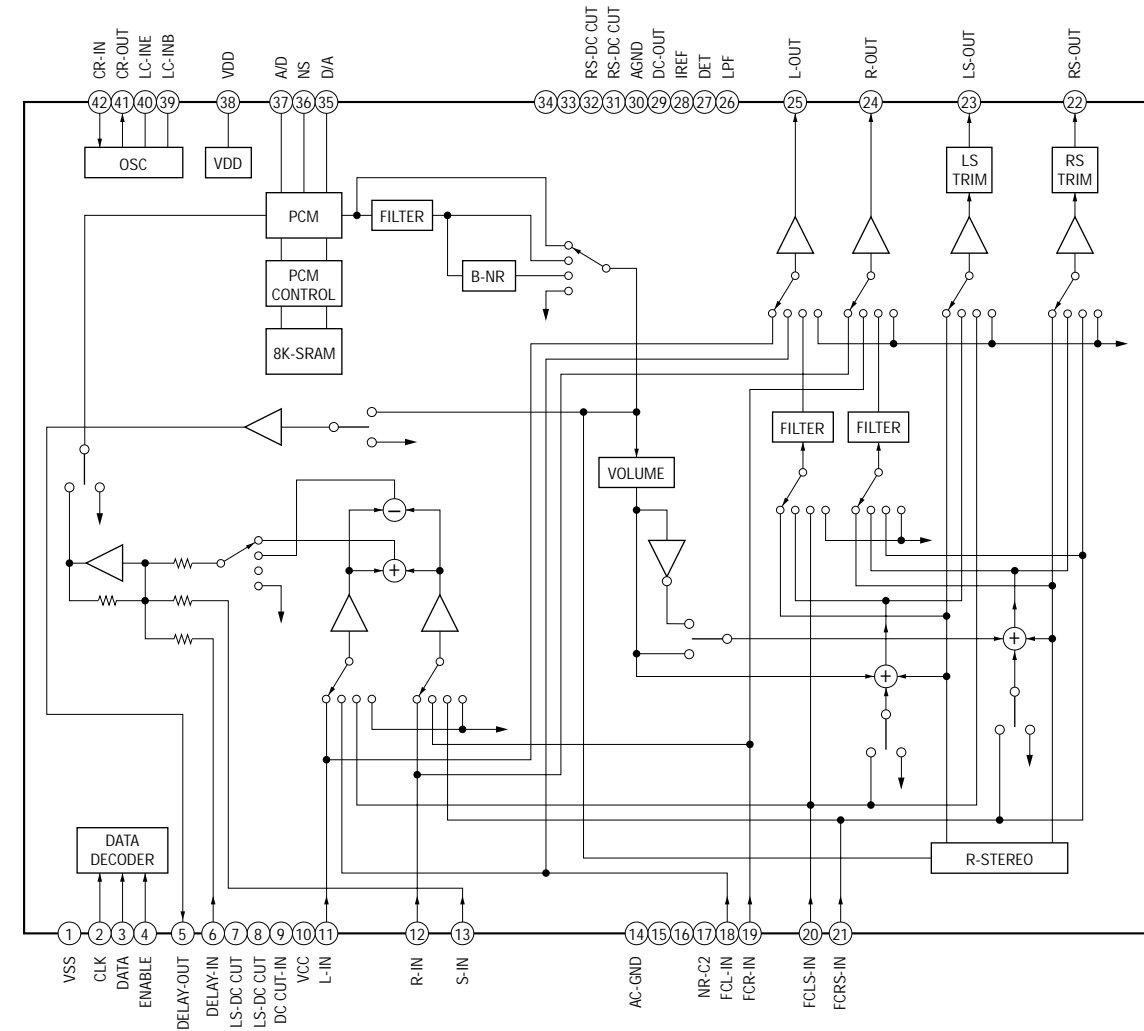 CR-IN
CR-OUT
LC-INE
LC-INB
VDD
A/D
NS
D/A
RS-DC CUT
RS-DC CUT
AGND
DC-OUT
IREF
DET
LPF
L-OUT
R-OUT
LS-OUT
RS-OUT
42
41
40
39
38
37
36
35
34
33
32
31
30
29
28
27
26
25
24
23
22
OSC
VDD
LS
TRIM
RS
TRIM
PCM
FILTER
PCM
CONTROL
B-NR
8K-SRAM
FILTER
FILTER
VOLUME
−
+
+
+
DATA
DECODER
R-STEREO
1
2
3
4
5
6
7
8
9
10
11
12
13
14
15
16
17
18
19
20
21
VSS
CLK
DATA
ENABLE
DELAY-OUT
DELAY-IN
LS-DC CUT
LS-DC CUT
DC CUT-IN
VCC
L-IN
R-IN
S-IN
AC-GND
NR-C2
FCL-IN
FCR-IN
FCLS-IN
FCRS-IN